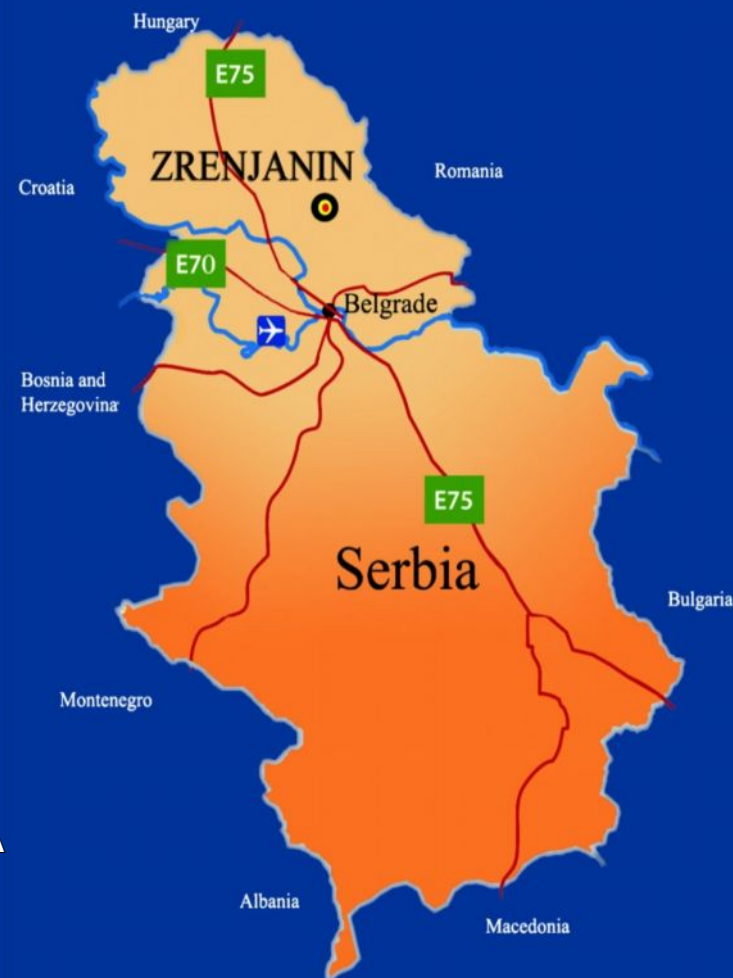 Hungary
E75
ZRENJANIN
Romania
Croatia
E70
Belgrade
Bosnia and
Herzegovina
E75
Serbia
Bulgaria
Montenegro
A
Albania
Macedonia